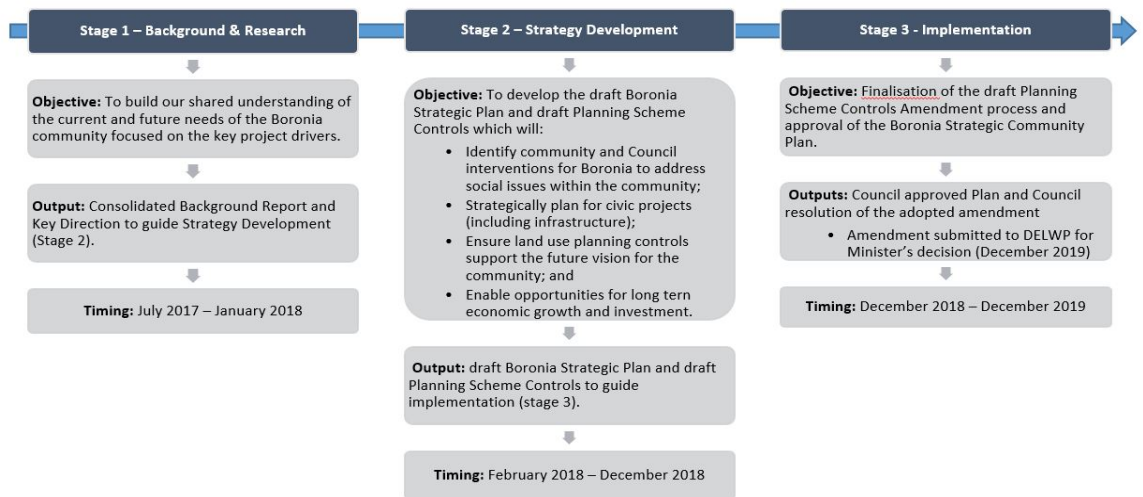 Stage 1 – Background & Research
Objective: To build our shared understanding of
the current and future needs of the Boronia
community focused on the key project drivers.
Output: Consolidated Background Report and
Key Direction to guide Strategy Development
(Stage 2).
Timing: July 2017 – January 2018
Stage 2 – Strategy Development
Objective: To develop the draft Boronia
Strategic Plan and draft Planning Scheme
Controls which will:
• Identify community and Council
interventions for Boronia to address
social issues within the community;
• Strategically plan for civic projects
(including infrastructure);
• Ensure land use planning controls
support the future vision for the
community; and
• Enable opportunities for long tern
economic growth and investment.
Output: draft Boronia Strategic Plan and draft
Planning Scheme Controls to guide
implementation (stage 3).
Timing: February 2018 – December 2018
Stage 3 - Implementation
Objective: Finalisation of the draft Planning
Scheme Controls Amendment process and
approval of the Boronia Strategic Community
Plan.
Outputs: Council approved Plan and Council
resolution of the adopted amendment
• Amendment submitted to DELWP for
Minister's decision (December 2019)
Timing: December 2018 – December 2019